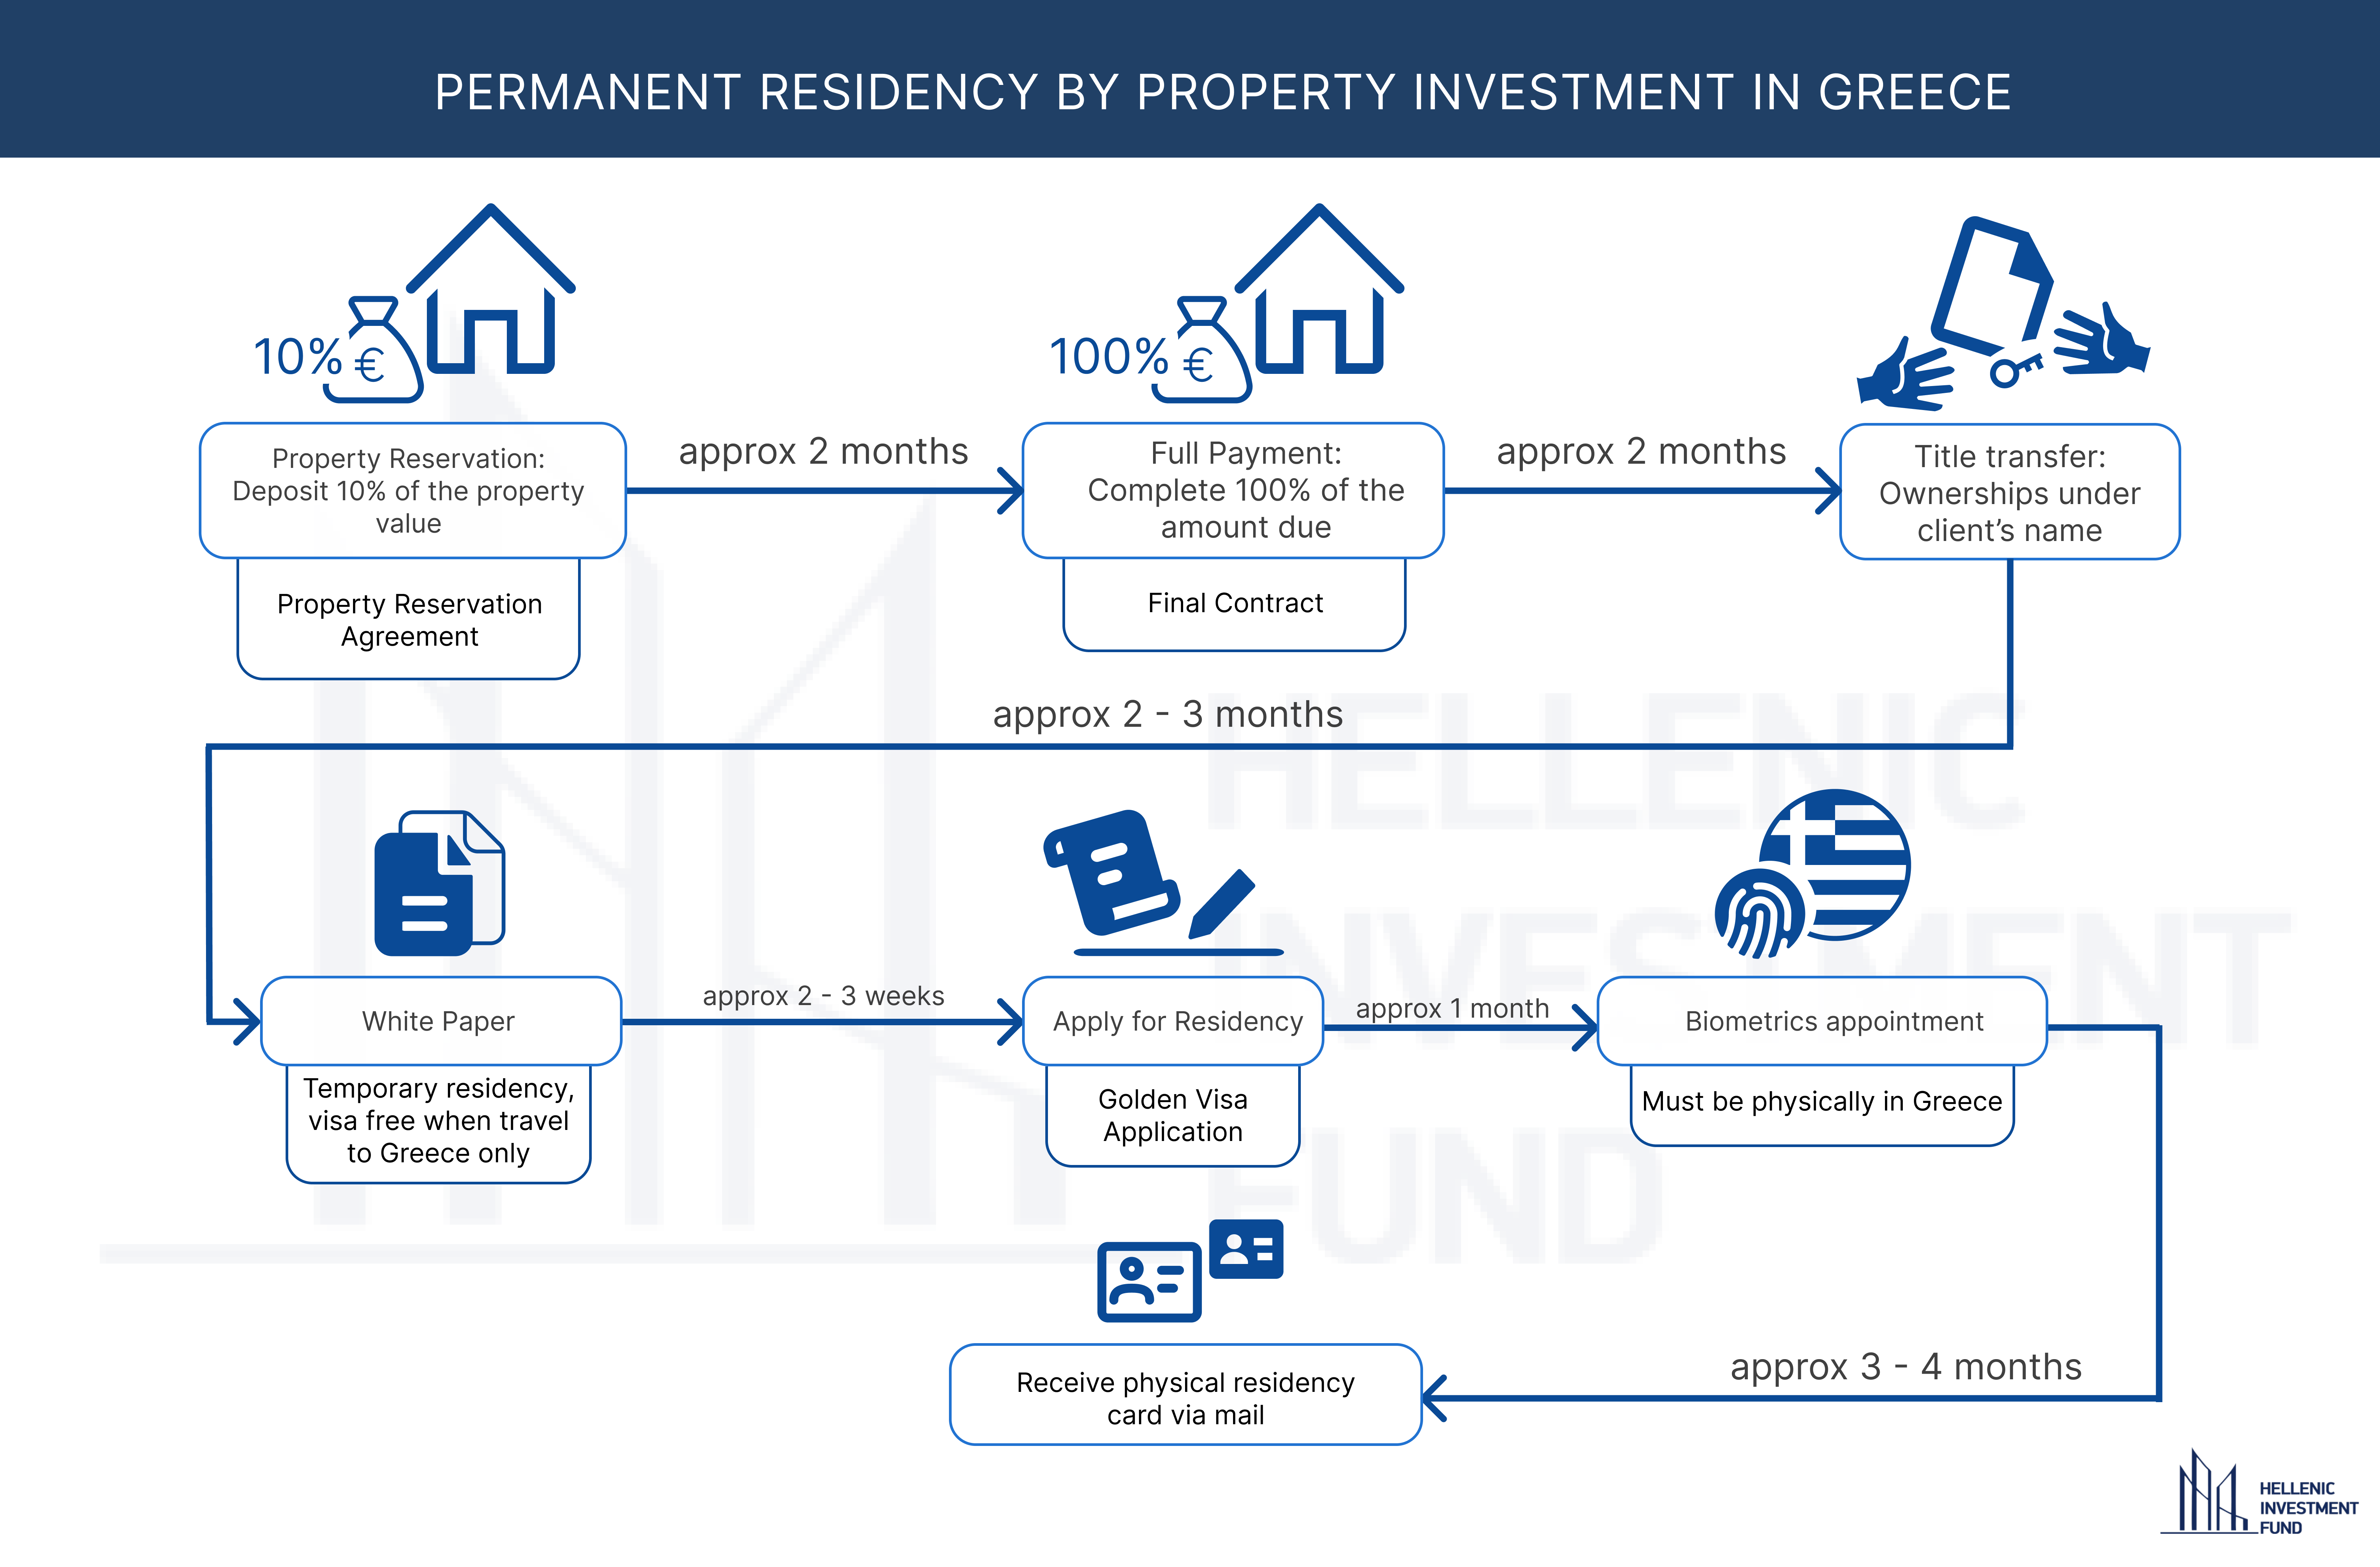 PERMANENT RESIDENCY BY PROPERTY INVESTMENT IN GREECE
10% €
100% €
Property Reservation:
Deposit 10% of the property
value
approx 2 months
Full Payment:
Complete 100% of the
amount due
approx 2 months
Title transfer:
Ownerships under
client’s name
Property Reservation
Agreement
Final Contract
approx 2 - 3 months
HELLENIC
INVESTMENT
FUND
White Paper
approx 2 - 3 weeks
Apply for Residency
approx 1 month
Biometrics appointment
Temporary residency,
visa free when travel
to Greece only
Golden Visa
Application
Must be physically in Greece
Receive physical residency
card via mail
approx 3 - 4 months
HELLENIC
INVESTMENT
FUND